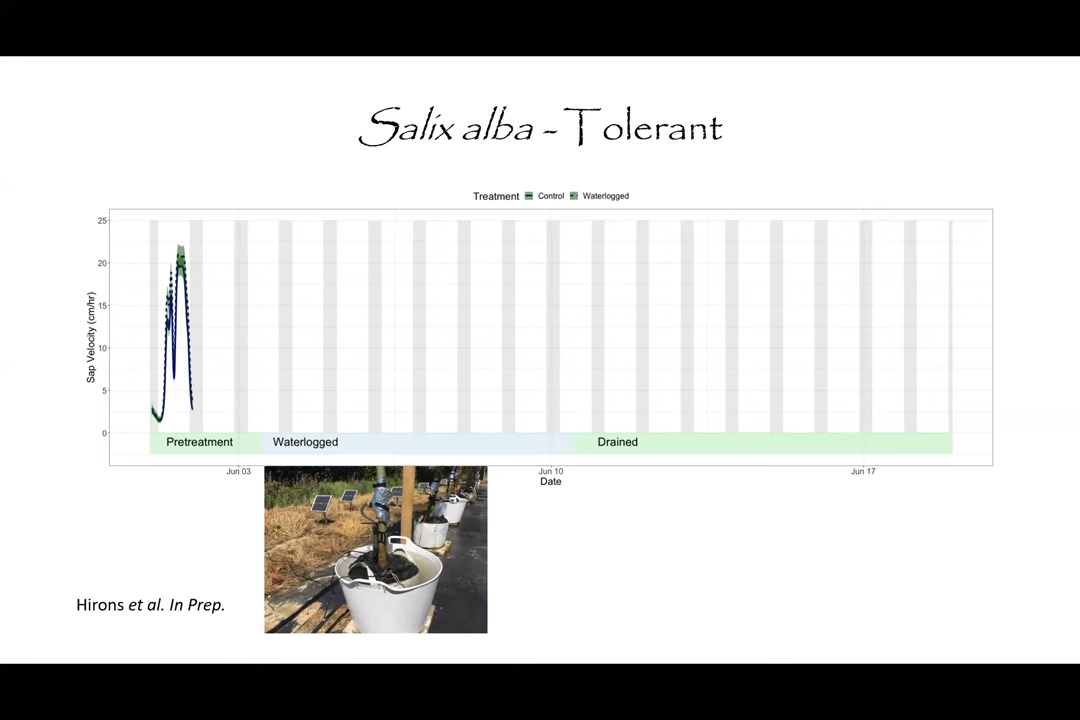 Salix alba - Tolerant
Treatment Control Waterlogged
25
20
15
10
5
0
Sap Velocity (cm/hr)
Pretreatment Waterlogged Drained
Jun 03 Jun 10 Jun 17
Date
Hirons et al. In Prep.